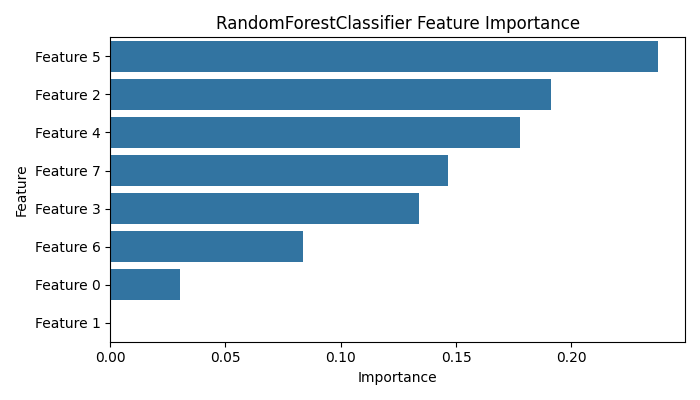 RandomForestClassifier Feature Importance
Feature 5
Feature 2
Feature 4
Feature 7
Feature 3
Feature 6
Feature 0
Feature 1
Feature
0.00 0.05 0.10 0.15 0.20
Importance